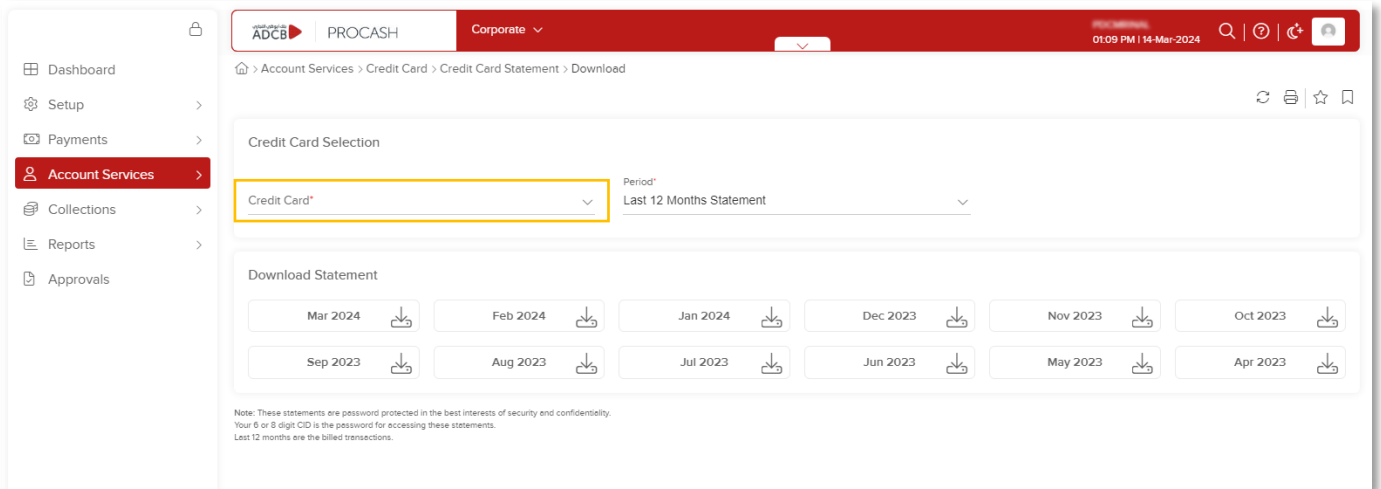 ADCB
PROCASH
Corporate
01:09 PM | 14-Mar-2024
Dashboard
Setup
Payments
Account Services
Collections
Reports
Approvals
> Account Services > Credit Card > Credit Card Statement > Download
Credit Card Selection
Credit Card*
Period*
Last 12 Months Statement
Download Statement
Mar 2024
Feb 2024
Jan 2024
Dec 2023
Nov 2023
Oct 2023
Sep 2023
Aug 2023
Jul 2023
Jun 2023
May 2023
Apr 2023
Note: These statements are password protected in the best interests of security and confidentiality.
Your 6 or 8 digit CID is the password for accessing these statements.
Last 12 months are the billed transactions.